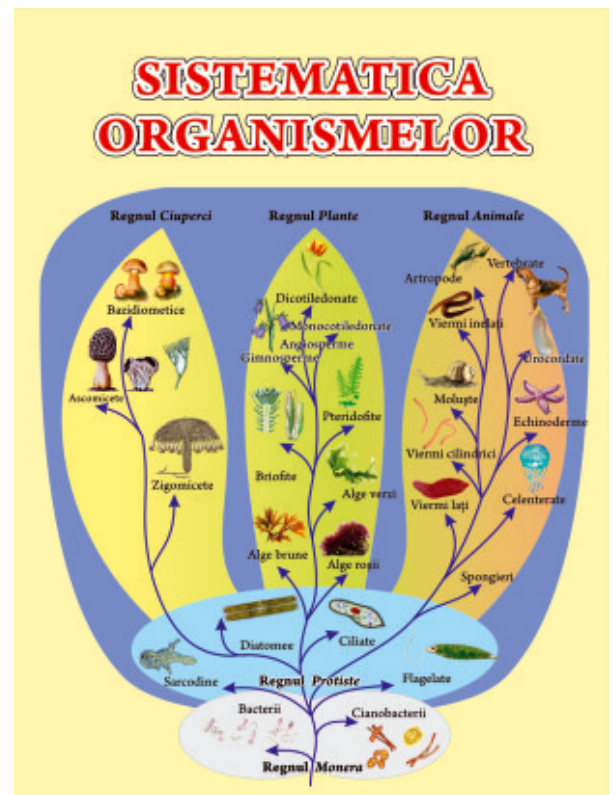 SISTEMATICA
ORGANISMELOR
Regnul Ciuperci
Regnul Plante
Regnul Animale
Bazidiometice
Ascomicete
Zigomicete
Dicotiledonate
Monocotiledonate
Angiosperme
Gimnosperme
Pteridofite
Briofite
Alge verzi
Alge brune
Alge roșii
Vertebrate
Artropode
Viermi inelați
Urocordate
Moluște
Echinoderme
Viermi cilindrici
Viermi lați
Celenterate
Spongieri
Diatomee
Ciliate
Sarcodine
Regnul Protiste
Flagelate
Bacterii
Cianobacterii
Regnul Monera